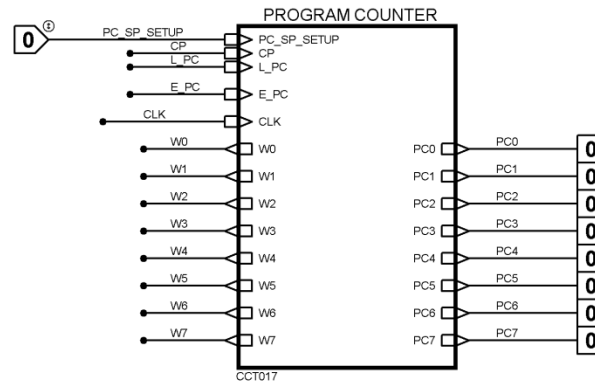 PROGRAM COUNTER
0 PC_SP_SETUP PC_SP_SETUP
CP CP
L_PC L_PC
E_PC E_PC
CLK CLK
W0 W0 PC0 PC0 0
W1 W1 PC1 PC1 0
W2 W2 PC2 PC2 0
W3 W3 PC3 PC3 0
W4 W4 PC4 PC4 0
W5 W5 PC5 PC5 0
W6 W6 PC6 PC6 0
W7 W7 PC7 PC7 0
CCT017